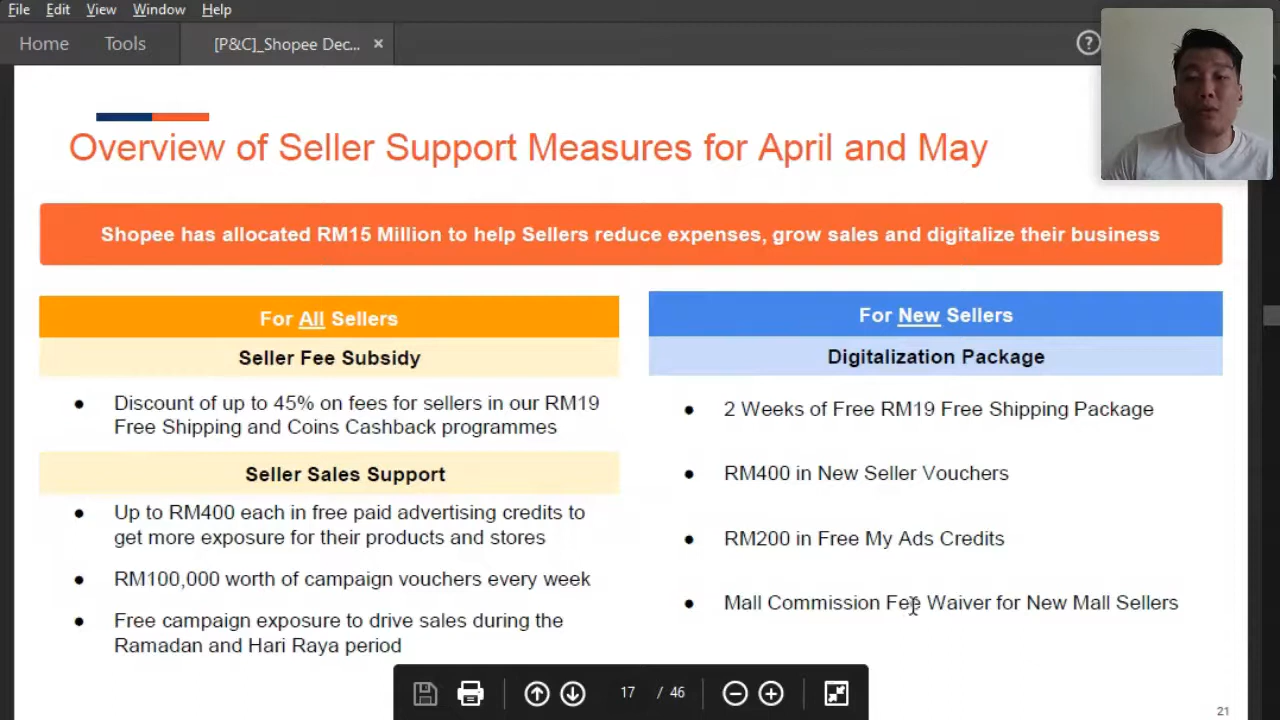 File Edit View Window Help
Home Tools [P&C]_Shopee Dec... ×
?
Overview of Seller Support Measures for April and May
Shopee has allocated RM15 Million to help Sellers reduce expenses, grow sales and digitalize their business
For All Sellers
Seller Fee Subsidy
● Discount of up to 45% on fees for sellers in our RM19
Free Shipping and Coins Cashback programmes
Seller Sales Support
● Up to RM400 each in free paid advertising credits to
get more exposure for their products and stores
● RM100,000 worth of campaign vouchers every week
● Free campaign exposure to drive sales during the
Ramadan and Hari Raya period
For New Sellers
Digitalization Package
● 2 Weeks of Free RM19 Free Shipping Package
● RM400 in New Seller Vouchers
● RM200 in Free My Ads Credits
● Mall Commission Fee Waiver for New Mall Sellers
17 / 46
21